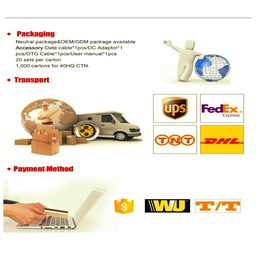 Packaging
Neutral package&OEM/ODM package available
Accessory:Date cable*1pcs/DC Adaptor*1
pcs/OTG Cable*1pcs/User manual*1pcs
20 sets per carton
1,000 cartons for 40HQ CTN.
Transport
ups
FedEx
Express
TNT
DHL
Payment Method
S
WU
T/T